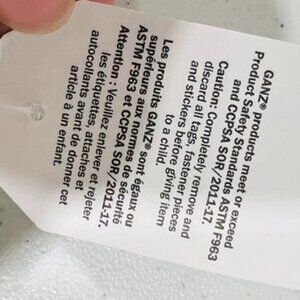 GANZ® products
Product meet or exceed
Safety Standards ASTM F963
and CCPSA SOR/2011-17.
Caution: Completely remove and
discard all tags, fastener pieces
and stickers before giving item
to a child.
Les produits GANZ® sont égaux ou
supérieurs aux normes de sécurité
ASTM F963 et CCPSA SOR/2011-17.
Attention : Veuillez enlever et rejeter
les étiquettes, attaches et
autocollants avant de donner cet
article à un enfant.